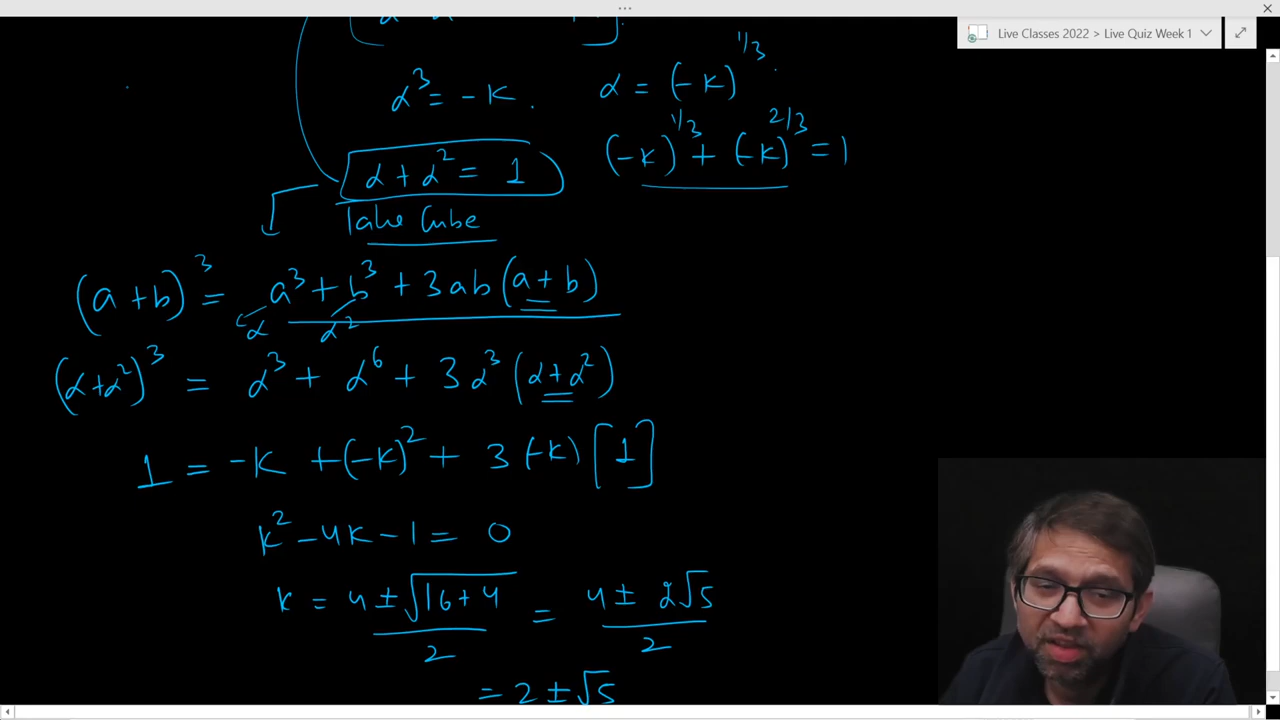 Live Classes 2022 > Live Quiz Week 1
α³ = -K. α = (-K)^1/3
(-K)^1/3 + (-K)^2/3 = 1
α + α² = 1
Take Cube
(a+b)³ = a³ + b³ + 3ab(a+b)
α α²
(α+α²)³ = α³ + α⁶ + 3α³(α+α²)
1 = -K + (-K)² + 3(-K)[1]
K² - 4K - 1 = 0
K = 4 ± √16+4 / 2 = 4 ± 2√5 / 2
= 2 ± √5